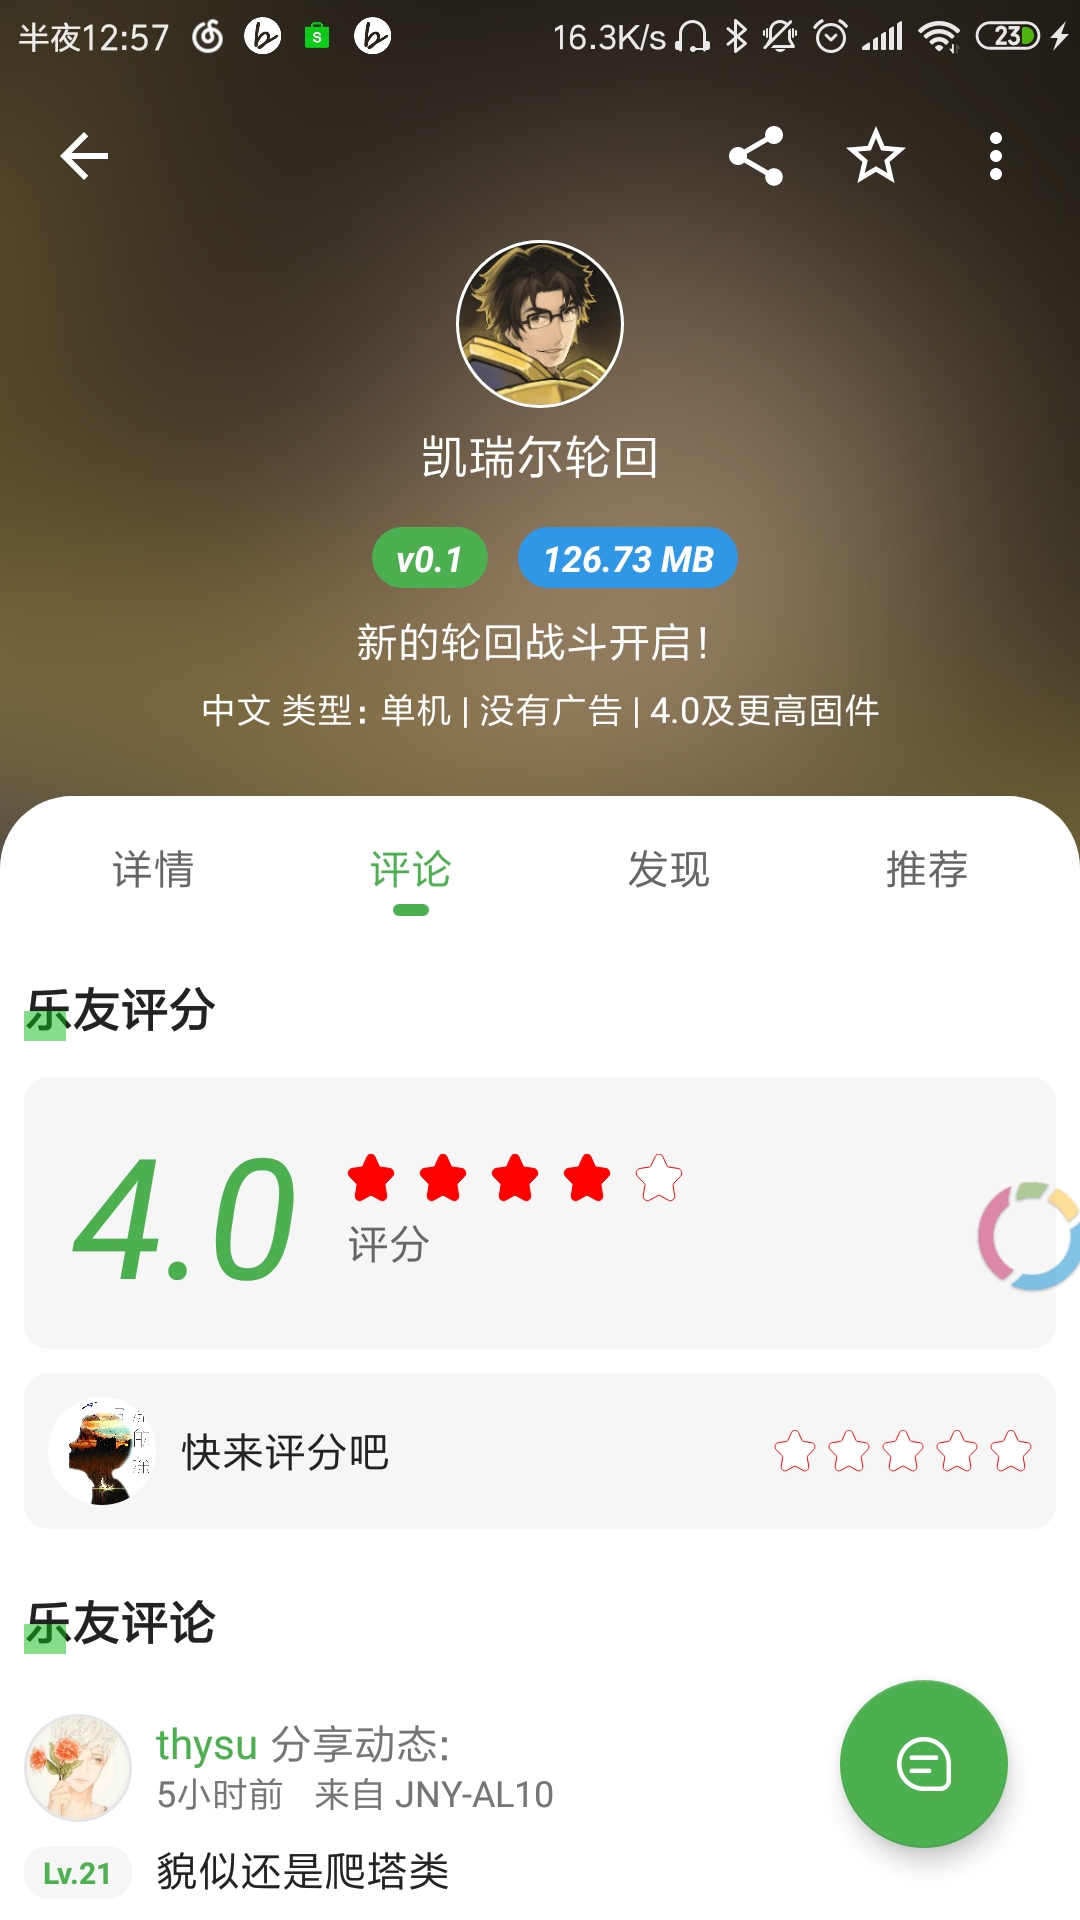 半夜12:57
16.3K/s
23
凯瑞尔轮回
v0.1
126.73 MB
新的轮回战斗开启！
中文 类型：单机 | 没有广告 | 4.0及更高固件
详情 评论 发现 推荐
乐友评分
4.0
评分
快来评分吧
乐友评论
thysu 分享动态:
5小时前 来自 JNY-AL10
Lv.21
貌似还是爬塔类